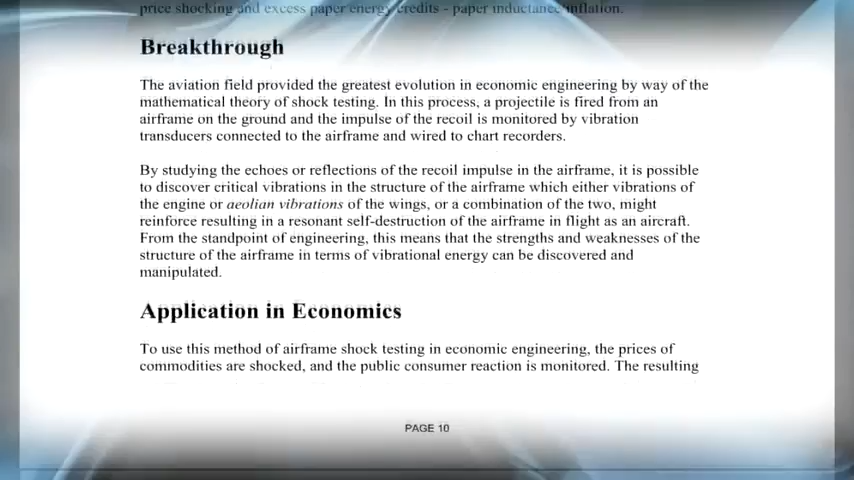 price shocking and excess paper energy credits - paper inductance inflation.
Breakthrough
The aviation field provided the greatest evolution in economic engineering by way of the
mathematical theory of shock testing. In this process, a projectile is fired from an
airframe on the ground and the impulse of the recoil is monitored by vibration
transducers connected to the airframe and wired to chart recorders.
By studying the echoes or reflections of the recoil impulse in the airframe, it is possible
to discover critical vibrations in the structure of the airframe which either vibrations of
the engine or aeolian vibrations of the wings, or a combination of the two, might
reinforce resulting in a resonant self-destruction of the airframe in flight as an aircraft.
From the standpoint of engineering, this means that the strengths and weaknesses of the
structure of the airframe in terms of vibrational energy can be discovered and
manipulated.
Application in Economics
To use this method of airframe shock testing in economic engineering, the prices of
commodities are shocked, and the public consumer reaction is monitored. The resulting
PAGE 10